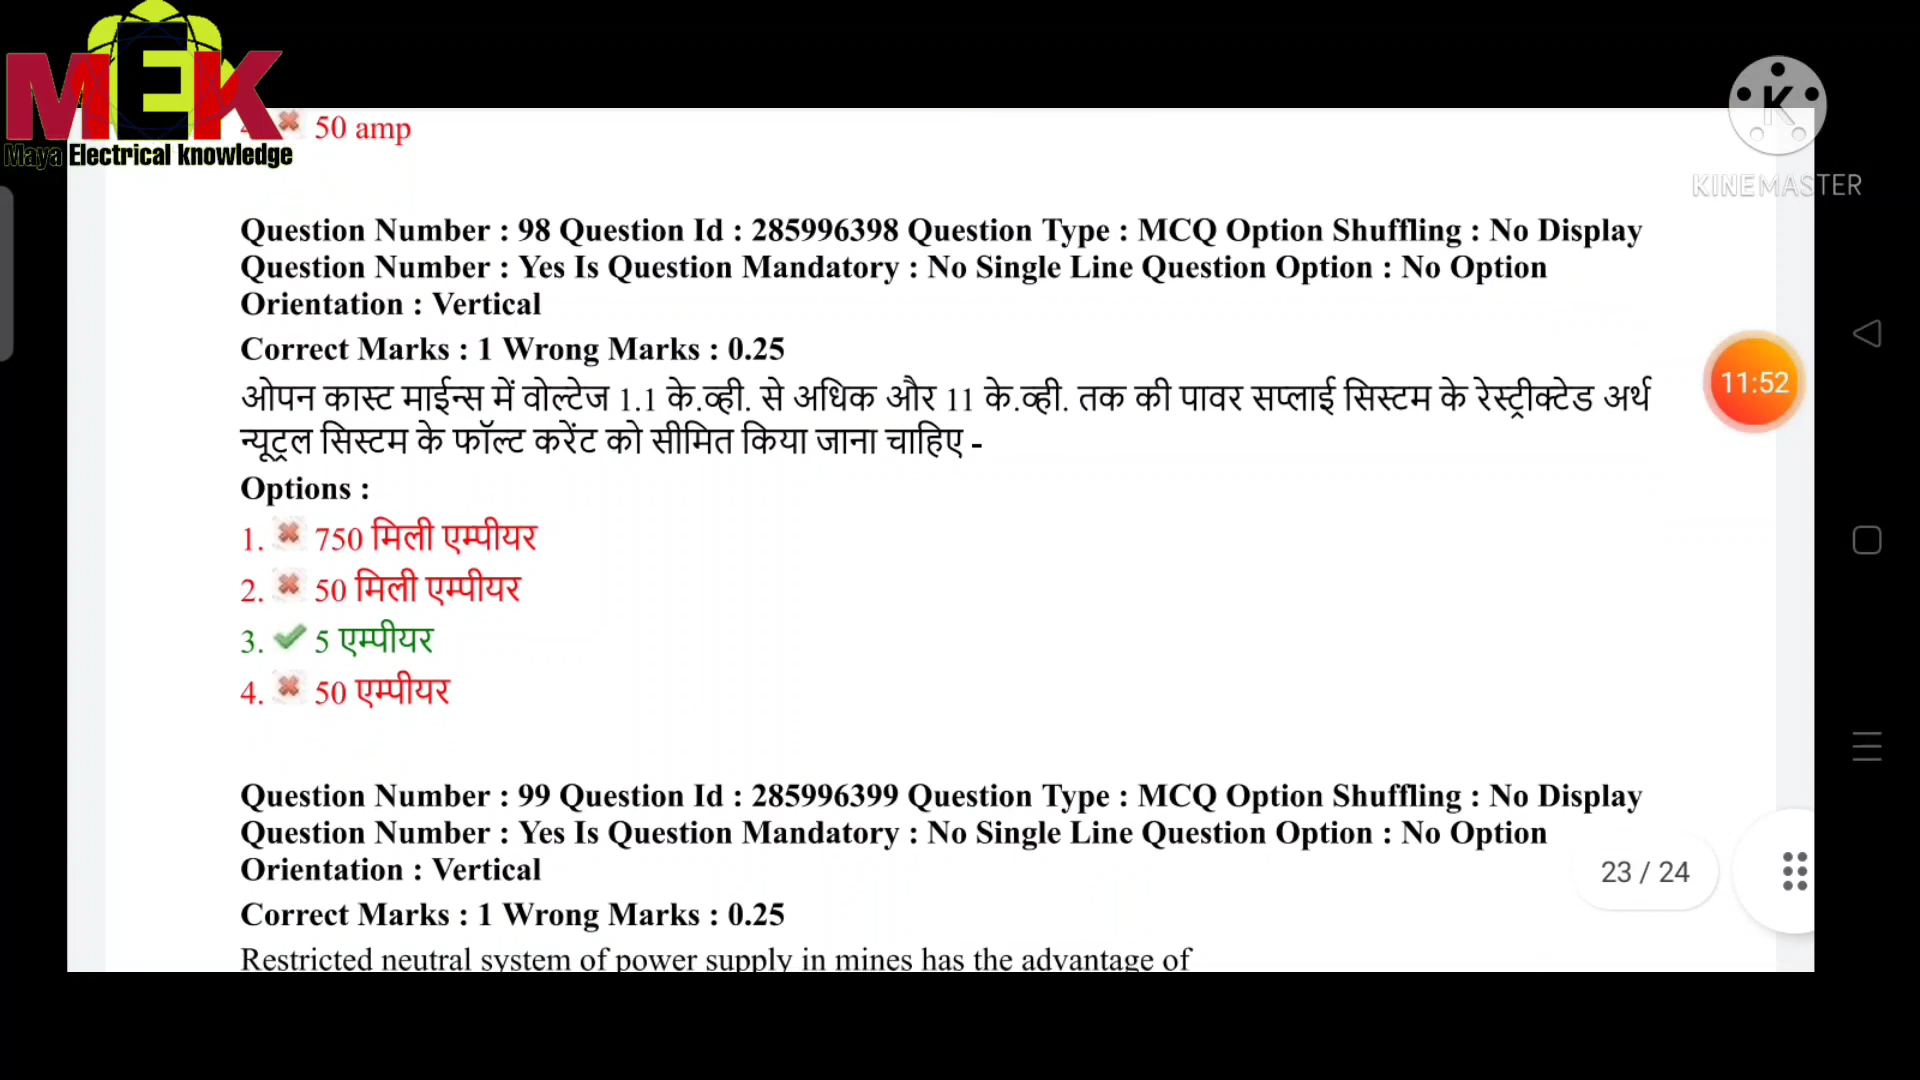 MEK
Maya Electrical knowledge
50 amp
K
KINEMASTER
Question Number : 98 Question Id : 285996398 Question Type : MCQ Option Shuffling : No Display
Question Number : Yes Is Question Mandatory : No Single Line Question Option : No Option
Orientation : Vertical
Correct Marks : 1 Wrong Marks : 0.25
ओपन कास्ट माईन्स में वोल्टेज 1.1 के.व्ही. से अधिक और 11 के.व्ही. तक की पावर सप्लाई सिस्टम के रेस्ट्रीक्टेड अर्थ
न्यूट्रल सिस्टम के फॉल्ट करेंट को सीमित किया जाना चाहिए -
11:52
Options :
1. 750 मिली एम्पीयर
2. 50 मिली एम्पीयर
3. 5 एम्पीयर
4. 50 एम्पीयर
Question Number : 99 Question Id : 285996399 Question Type : MCQ Option Shuffling : No Display
Question Number : Yes Is Question Mandatory : No Single Line Question Option : No Option
Orientation : Vertical
23 / 24
Correct Marks : 1 Wrong Marks : 0.25
Restricted neutral system of power supply in mines has the advantage of